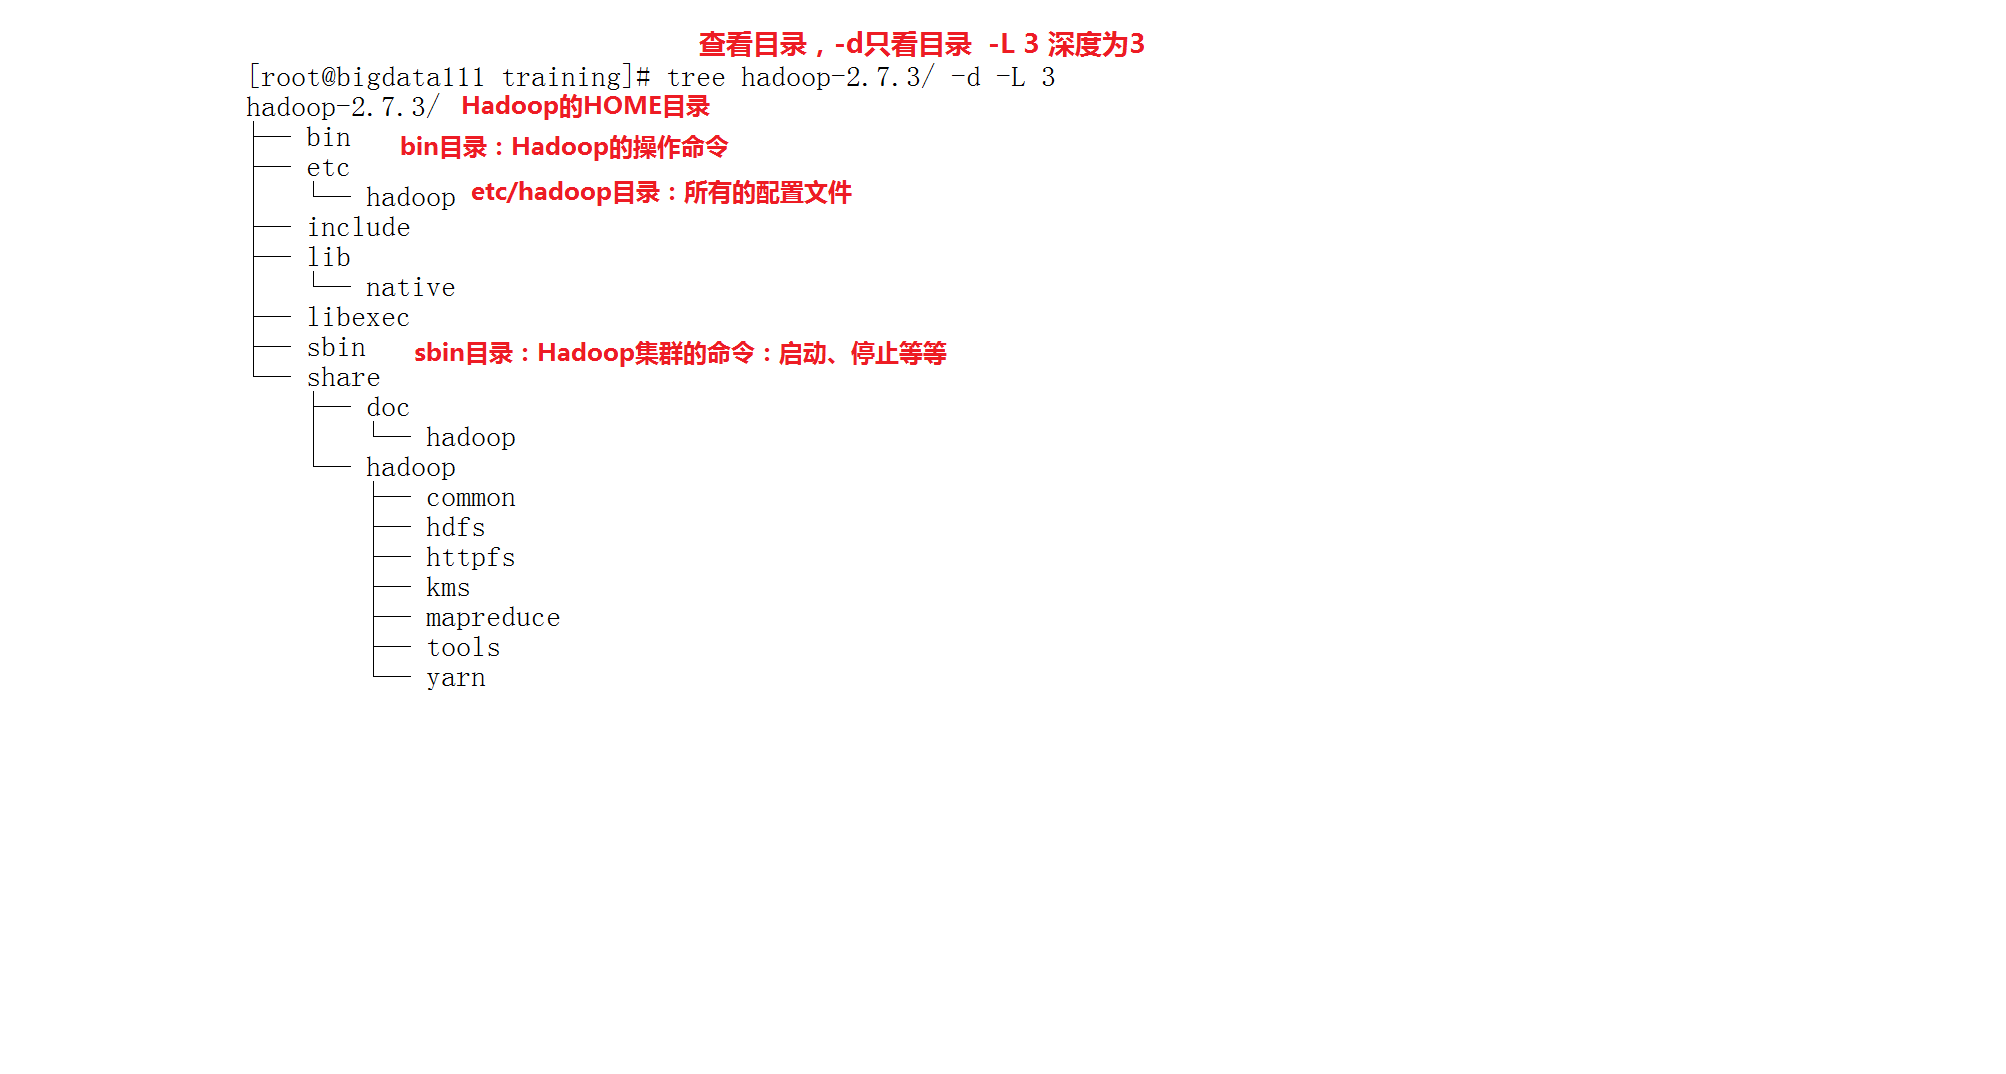 查看目录，-d只看目录 -L 3 深度为3
[root@bigdata111 training]# tree hadoop-2.7.3/ -d -L 3
hadoop-2.7.3/ Hadoop的HOME目录
├── bin bin目录：Hadoop的操作命令
├── etc
│   └── hadoop etc/hadoop目录：所有的配置文件
├── include
├── lib
│   └── native
├── libexec
├── sbin sbin目录：Hadoop集群的命令：启动、停止等等
└── share
    ├── doc
    │   └── hadoop
    └── hadoop
        ├── common
        ├── hdfs
        ├── httpfs
        ├── kms
        ├── mapreduce
        ├── tools
        └── yarn